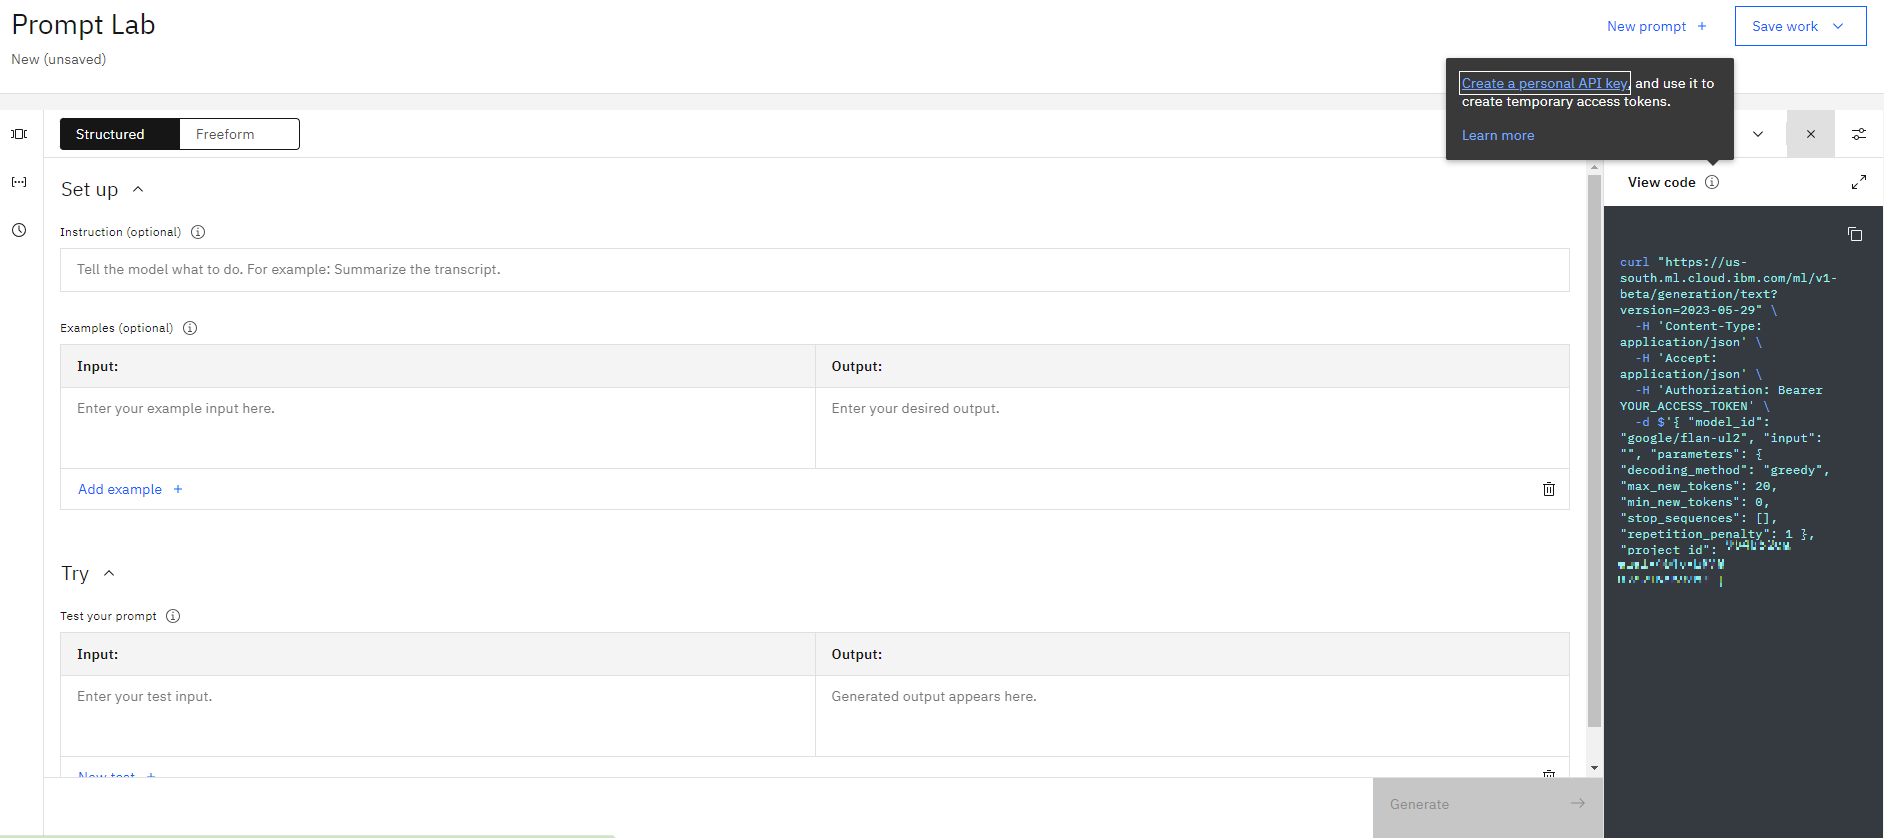 Prompt Lab
New (unsaved)
New prompt +
Save work
Create a personal API key, and use it to
create temporary access tokens.
Learn more
Structured
Freeform
Set up
Instruction (optional)
Tell the model what to do. For example: Summarize the transcript.
Examples (optional)
Input:
Output:
Enter your example input here.
Enter your desired output.
Add example +
Try
Test your prompt
Input:
Output:
Enter your test input.
Generated output appears here.
New test +
Generate
View code
curl "https://us-
south.ml.cloud.ibm.com/ml/v1-
beta/generation/text?
version=2023-05-29" \
-H 'Content-Type:
application/json' \
-H 'Accept:
application/json' \
-H 'Authorization: Bearer
YOUR_ACCESS_TOKEN' \
-d $'{ "model_id":
"google/flan-ul2", "input":
"", "parameters": {
"decoding_method": "greedy",
"max_new_tokens": 20,
"min_new_tokens": 0,
"stop_sequences": [],
"repetition_penalty": 1 },
"project_id":